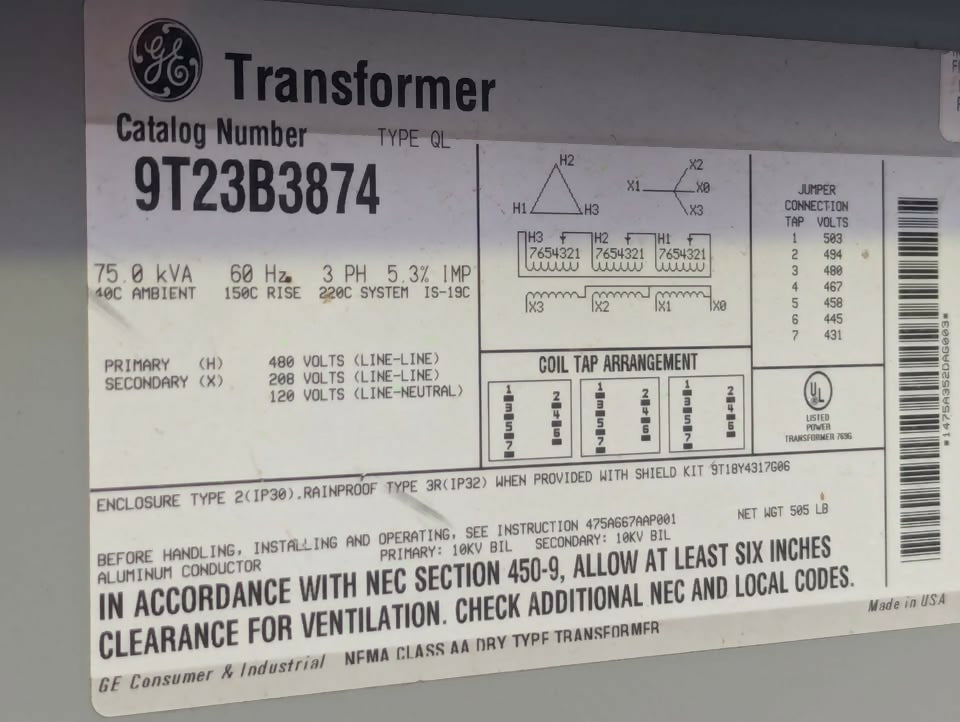 GE
Transformer
Catalog Number TYPE QL
9T23B3874
75.0 kVA 60 Hz. 3 PH 5.3% IMP
40C AMBIENT 150C RISE 220C SYSTEM IS-19C
PRIMARY (H) 480 VOLTS (LINE-LINE)
SECONDARY (X) 208 VOLTS (LINE-LINE)
120 VOLTS (LINE-NEUTRAL)
H2
H1 H3
X2
X1 X0
X3
H3 H2 H1
7654321 7654321 7654321
X3 X2 X1 X0
JUMPER
CONNECTION
TAP VOLTS
1 503
2 494
3 480
4 467
5 458
6 445
7 431
COIL TAP ARRANGEMENT
1 2 1 2 1 2
3 4 3 4 3 4
5 6 5 6 5 6
7 7 7
UL
LISTED
POWER
TRANSFORMER 769G
ENCLOSURE TYPE 2(IP30).RAINPROOF TYPE 3R(IP32) WHEN PROVIDED WITH SHIELD KIT 9T18Y4317G06
NET WGT 505 LB
BEFORE HANDLING, INSTALLING AND OPERATING, SEE INSTRUCTION 475A667AAP001
ALUMINUM CONDUCTOR PRIMARY: 10KV BIL SECONDARY: 10KV BIL
IN ACCORDANCE WITH NEC SECTION 450-9, ALLOW AT LEAST SIX INCHES
CLEARANCE FOR VENTILATION. CHECK ADDITIONAL NEC AND LOCAL CODES.
GE Consumer & Industrial NEMA CLASS AA DRY TYPE TRANSFORMER
Made in USA
*1475A352DAG003*